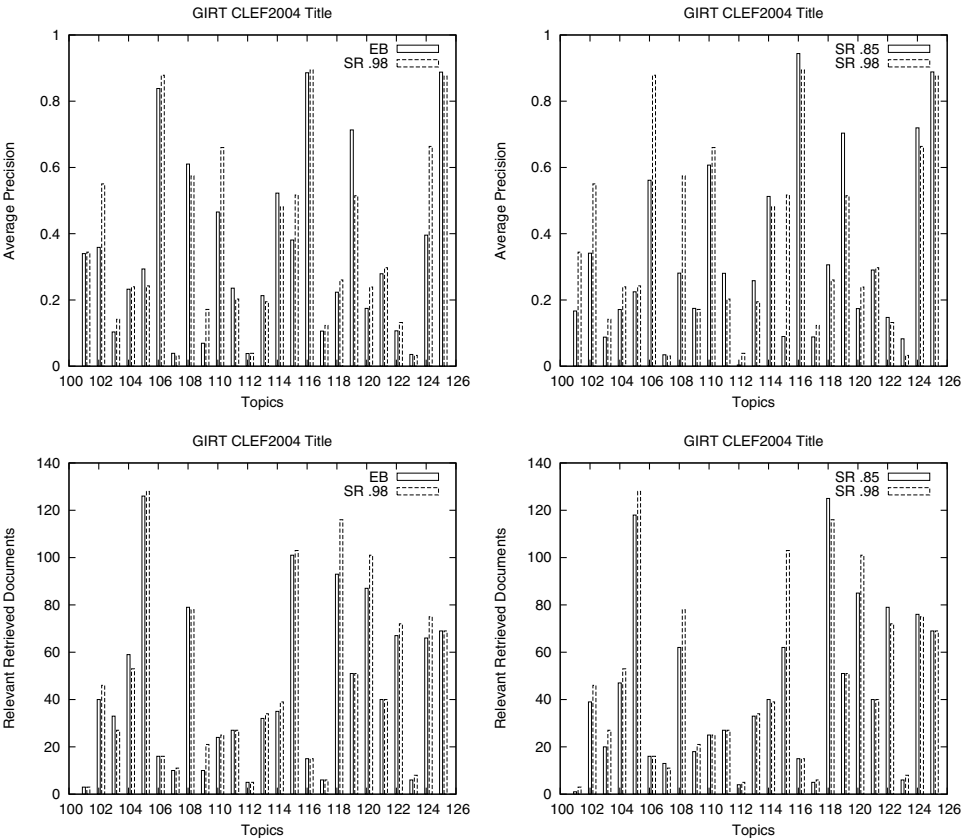 GIRT CLEF2004 Title
1
0.8
0.6
0.4
0.2
0
Average Precision
EB
SR .98
100 102 104 106 108 110 112 114 116 118 120 122 124 126
Topics
GIRT CLEF2004 Title
1
0.8
0.6
0.4
0.2
0
Average Precision
SR .85
SR .98
100 102 104 106 108 110 112 114 116 118 120 122 124 126
Topics
GIRT CLEF2004 Title
140
120
100
80
60
40
20
0
Relevant Retrieved Documents
EB
SR .98
100 102 104 106 108 110 112 114 116 118 120 122 124 126
Topics
GIRT CLEF2004 Title
140
120
100
80
60
40
20
0
Relevant Retrieved Documents
SR .85
SR .98
100 102 104 106 108 110 112 114 116 118 120 122 124 126
Topics